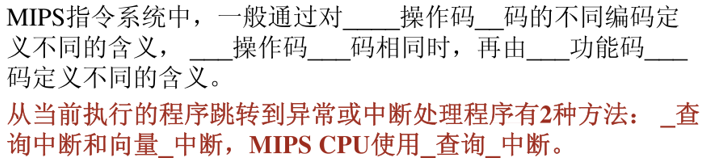 MIPS指令系统中，一般通过对____操作码__码的不同编码定
义不同的含义，___操作码___码相同时，再由___功能码___
码定义不同的含义。
从当前执行的程序跳转到异常或中断处理程序有2种方法：_查
询中断和向量_中断，MIPS CPU使用_查询_中断。